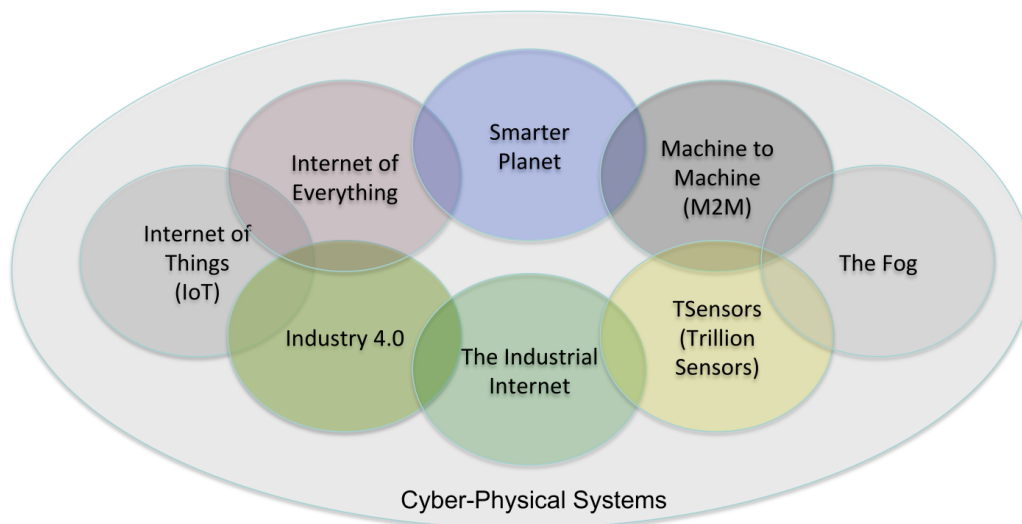 Smarter
Planet
Internet of
Everything
Machine to
Machine
(M2M)
Internet of
Things
(IoT)
The Fog
Industry 4.0
The Industrial
Internet
TSensors
(Trillion
Sensors)
Cyber-Physical Systems